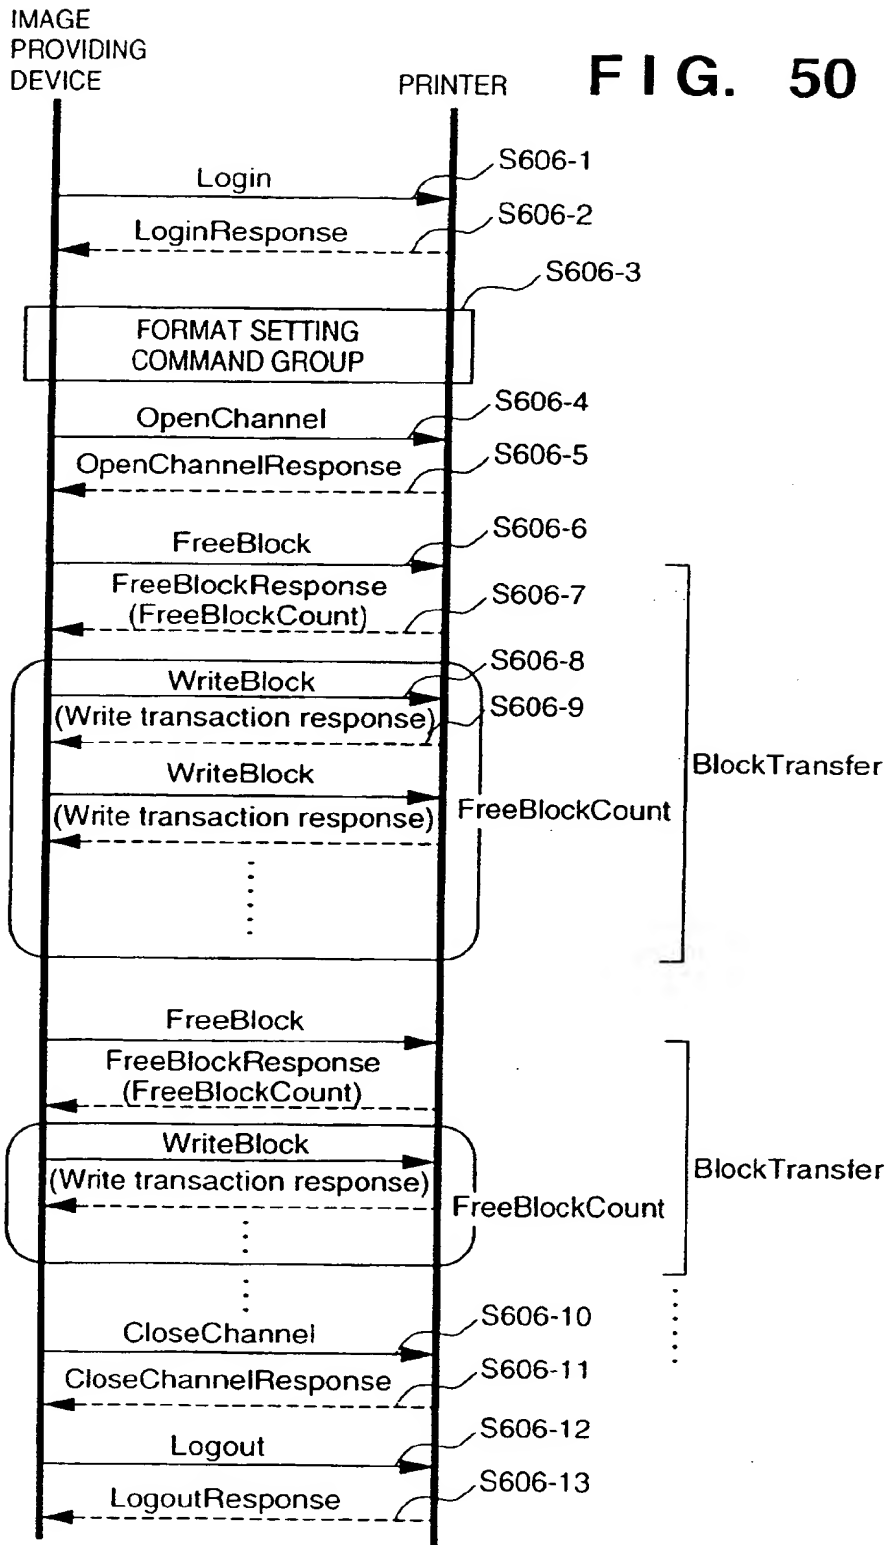 IMAGE
PROVIDING
DEVICE
PRINTER
FIG. 50
Login
S606-1
LoginResponse
S606-2
S606-3
FORMAT SETTING
COMMAND GROUP
OpenChannel
S606-4
OpenChannelResponse
S606-5
FreeBlock
S606-6
FreeBlockResponse
(FreeBlockCount)
S606-7
WriteBlock
S606-8
(Write transaction response)
S606-9
WriteBlock
(Write transaction response)
FreeBlockCount
BlockTransfer
FreeBlock
FreeBlockResponse
(FreeBlockCount)
WriteBlock
(Write transaction response)
FreeBlockCount
BlockTransfer
CloseChannel
S606-10
CloseChannelResponse
S606-11
Logout
S606-12
LogoutResponse
S606-13